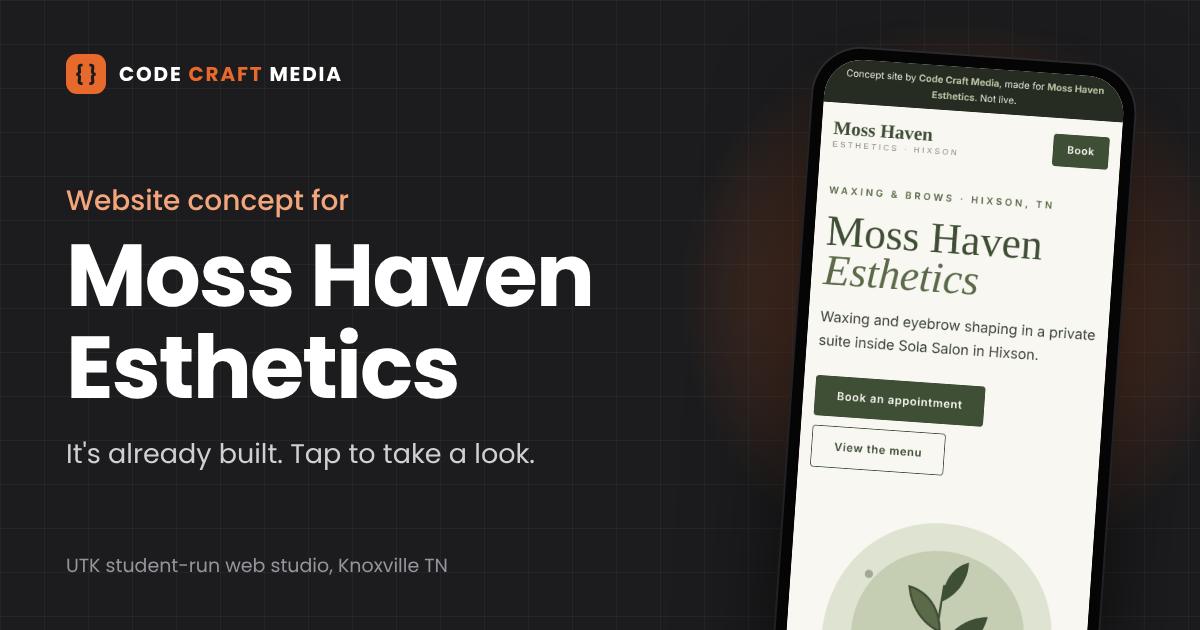 { } CODE CRAFT MEDIA
Website concept for
Moss Haven
Esthetics
It's already built. Tap to take a look.
UTK student-run web studio, Knoxville TN
Concept site by Code Craft Media, made for Moss Haven
Esthetics. Not live.
Moss Haven
ESTHETICS · HIXSON
Book
WAXING & BROWS · HIXSON, TN
Moss Haven
Esthetics
Waxing and eyebrow shaping in a private
suite inside Sola Salon in Hixson.
Book an appointment
View the menu